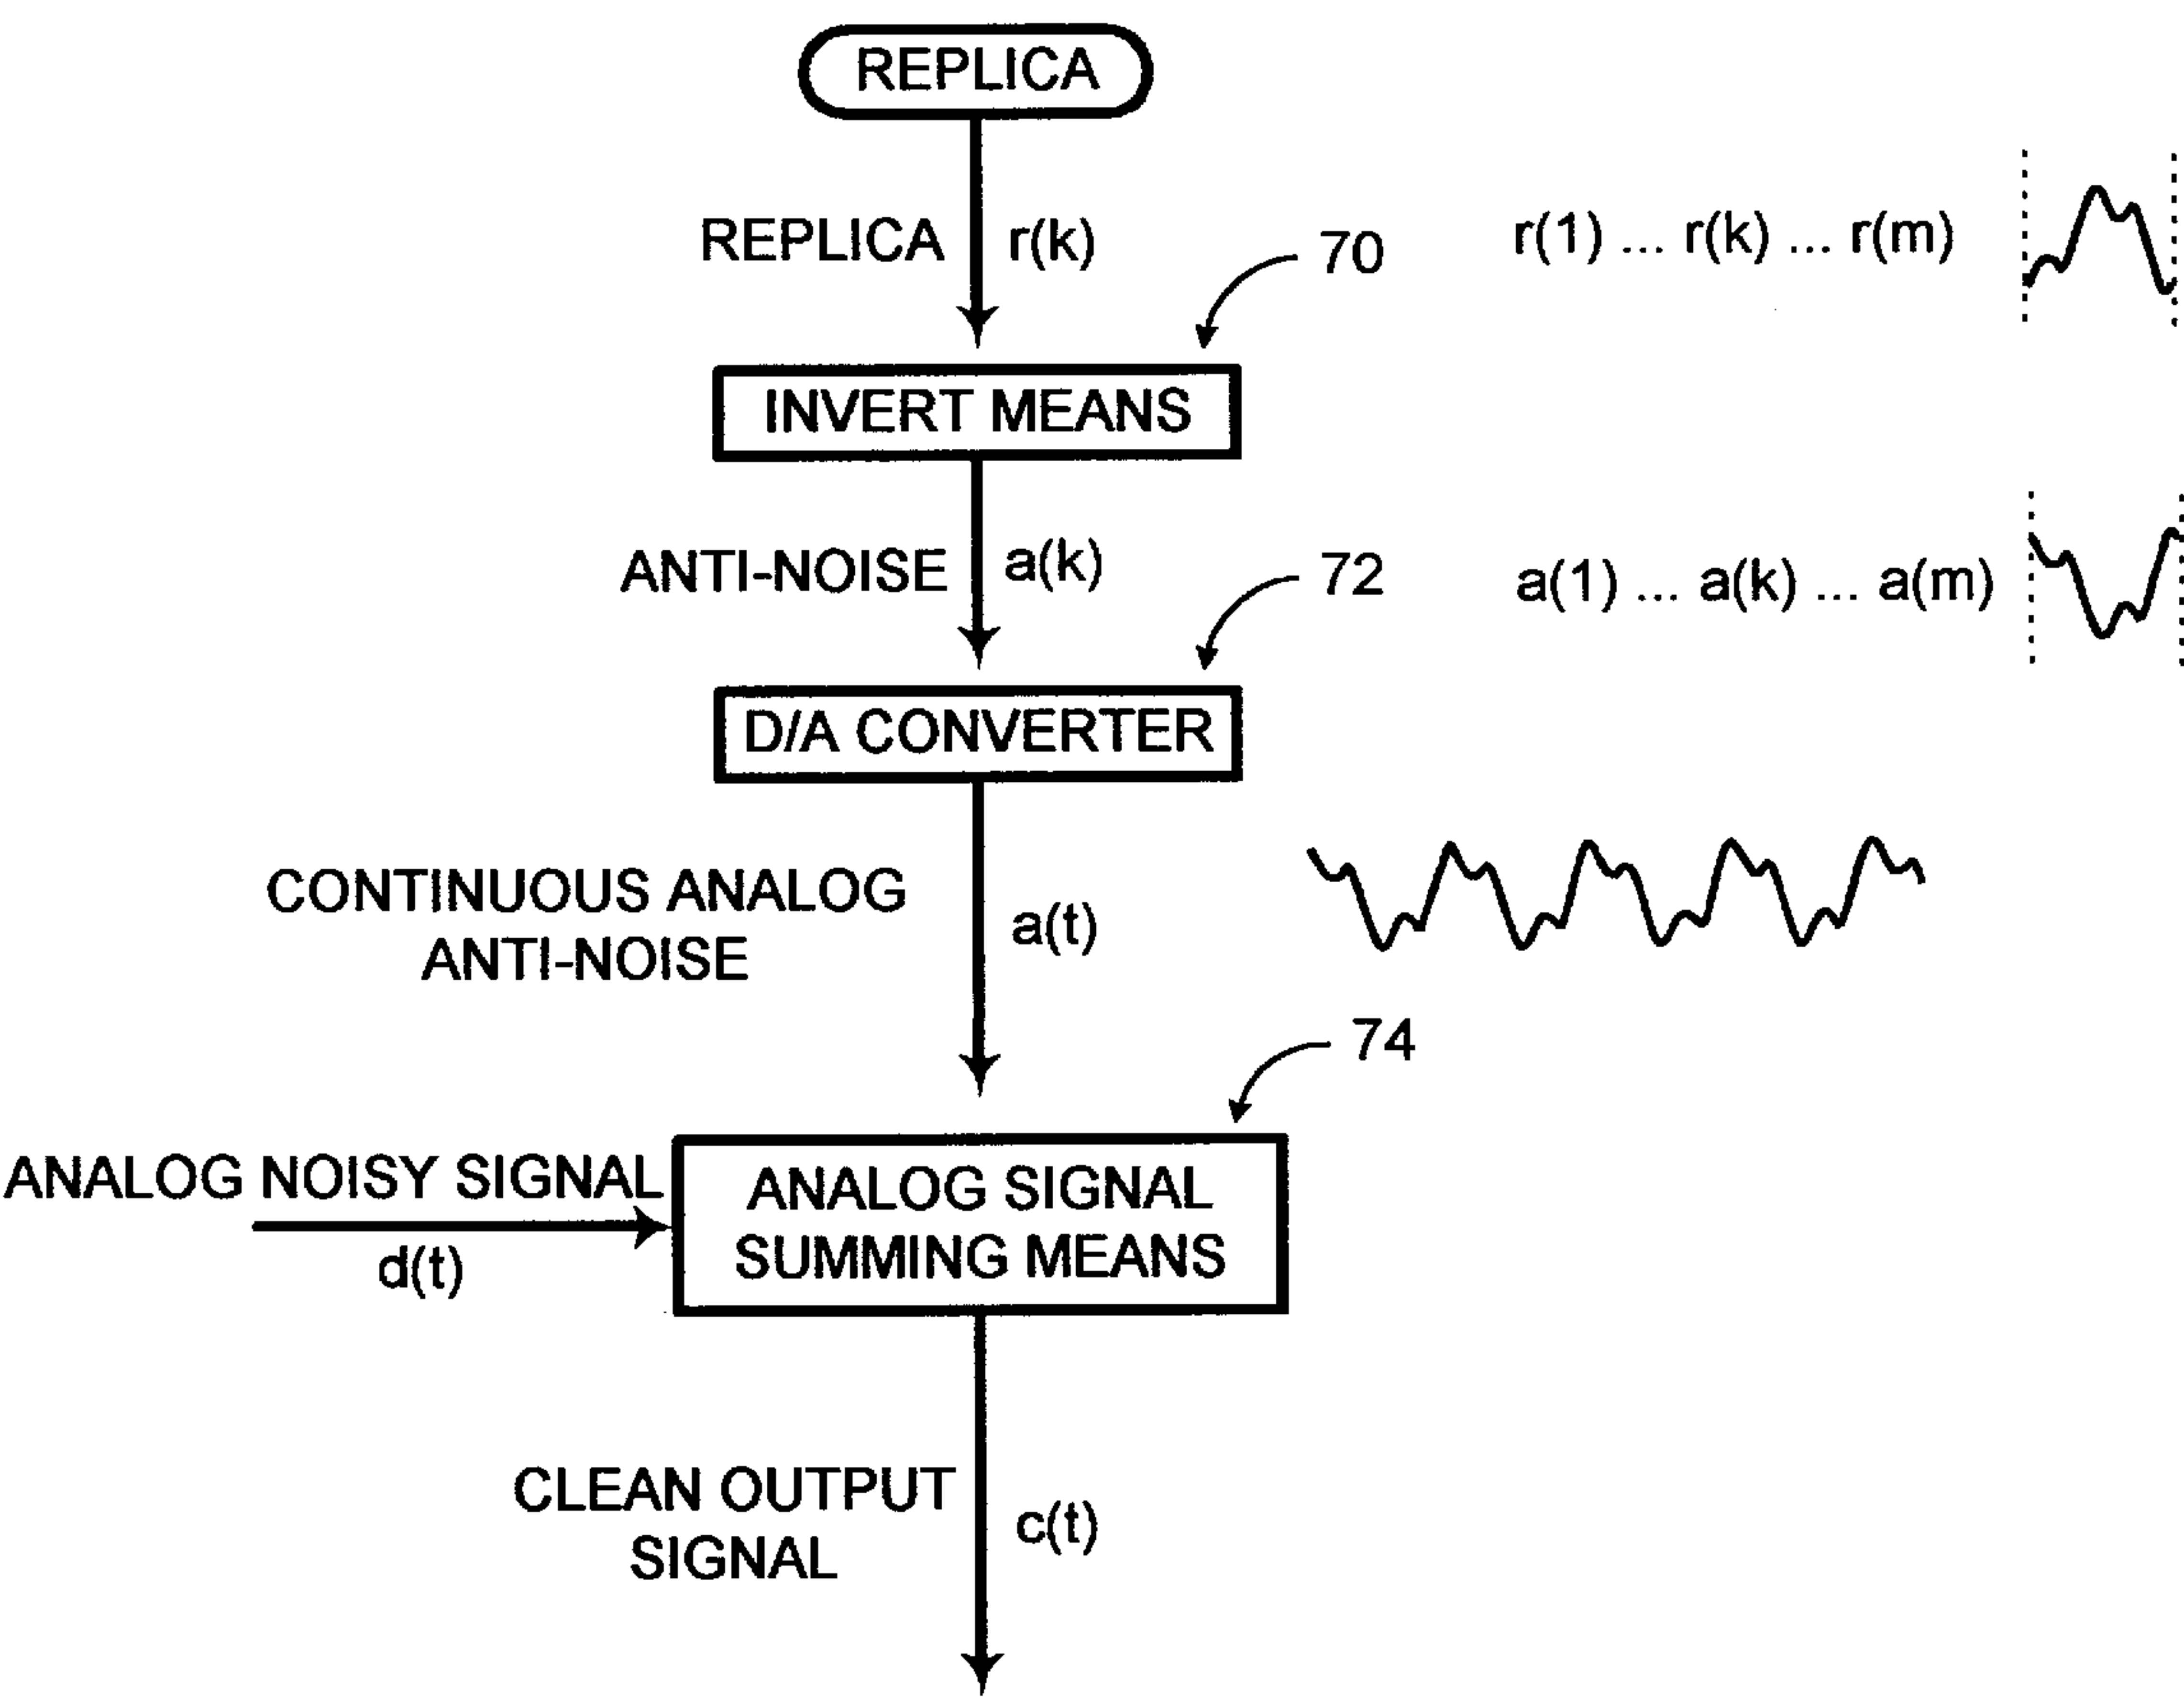 REPLICA
REPLICA r(k)
70
r(1) ... r(k) ... r(m)
INVERT MEANS
ANTI-NOISE a(k)
72
a(1) ... a(k) ... a(m)
D/A CONVERTER
CONTINUOUS ANALOG
ANTI-NOISE
a(t)
74
ANALOG NOISY SIGNAL
d(t)
ANALOG SIGNAL
SUMMING MEANS
CLEAN OUTPUT
SIGNAL
c(t)